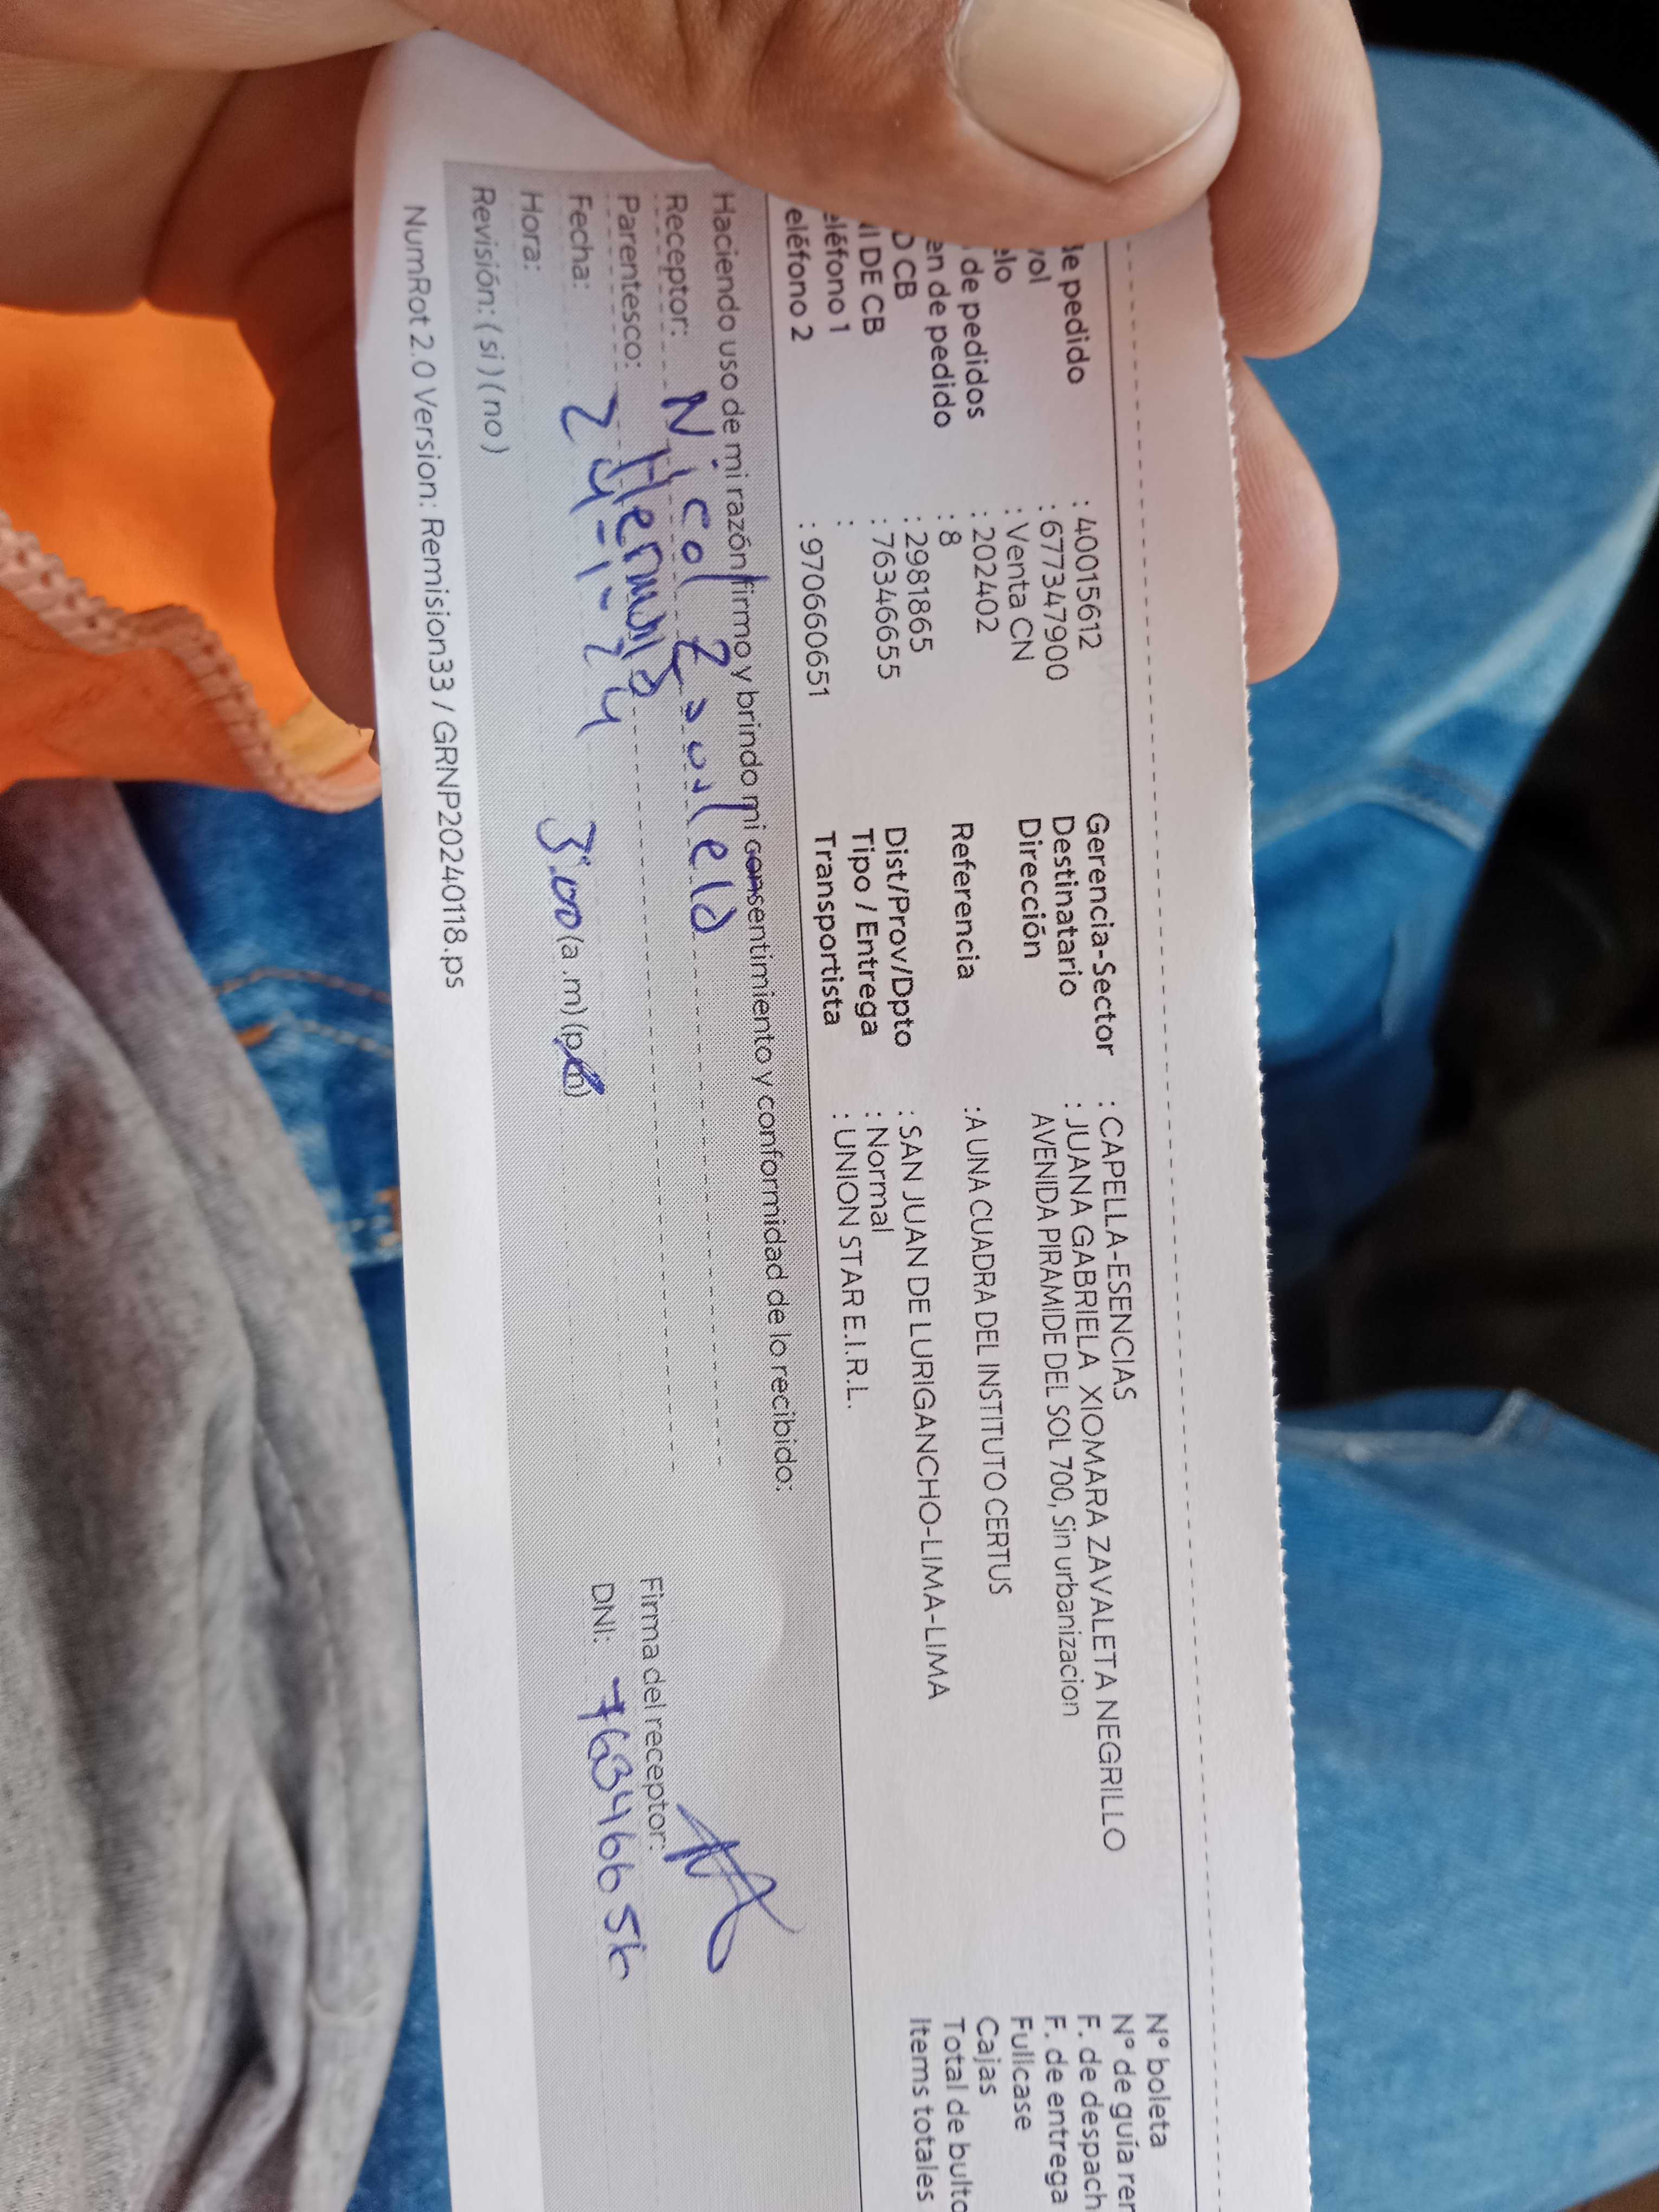 de pedido : 40015612
vol : 677347900
elo : Venta CN
de pedidos : 202402
en de pedido : 8
O CB : 2981865
NI DE CB : 76346655
eléfono 1 :
eléfono 2 : 970660651
Gerencia-Sector : CAPELLA-ESENCIAS
Destinatario : JUANA GABRIELA XIOMARA ZAVALETA NEGRILLO
Dirección AVENIDA PIRAMIDE DEL SOL 700, Sin urbanizacion
Referencia :A UNA CUADRA DEL INSTITUTO CERTUS
Dist/Prov/Dpto : SAN JUAN DE LURIGANCHO-LIMA-LIMA
Tipo / Entrega : Normal
Transportista : UNION STAR E.I.R.L.
N° boleta
N° de guía rer
F. de despach
F. de entrega
Fullcase
Cajas
Total de bulto
Items totales
Haciendo uso de mi razón firmo y brindo mi consentimiento y conformidad de lo recibido:
Receptor: Nicol Zavaleta
Parentesco: Hermana
Fecha: 24-1-24
Hora: 3:00 (a.m) (pm)
Revisión: ( si ) ( no )
Firma del receptor:
DNI:
NumRot 2.0 Version: Remision33 / GRNP20240118.ps